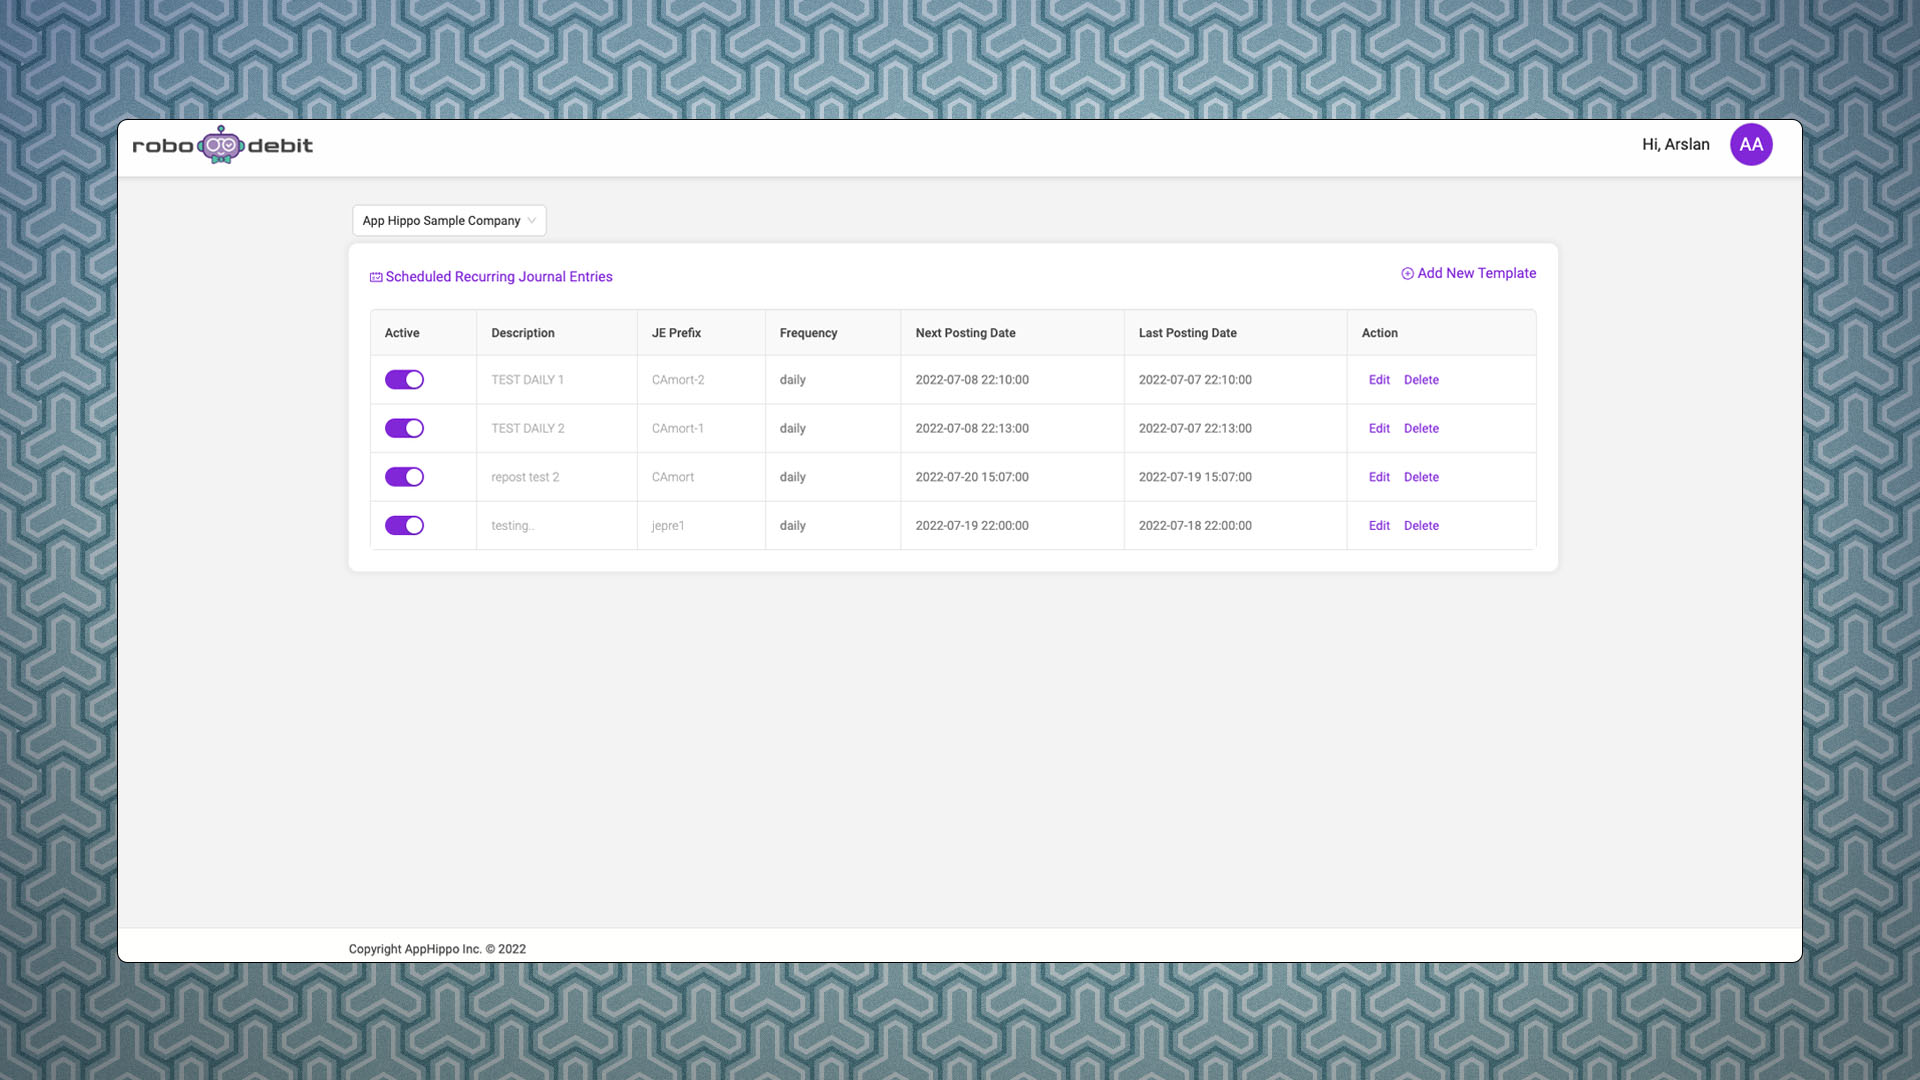 robo debit
Hi, Arslan AA
App Hippo Sample Company
Scheduled Recurring Journal Entries
Add New Template
Active Description JE Prefix Frequency Next Posting Date Last Posting Date Action
TEST DAILY 1 CAmort-2 daily 2022-07-08 22:10:00 2022-07-07 22:10:00 Edit Delete
TEST DAILY 2 CAmort-1 daily 2022-07-08 22:13:00 2022-07-07 22:13:00 Edit Delete
repost test 2 CAmort daily 2022-07-20 15:07:00 2022-07-19 15:07:00 Edit Delete
testing.. jepre1 daily 2022-07-19 22:00:00 2022-07-18 22:00:00 Edit Delete
Copyright AppHippo Inc. © 2022